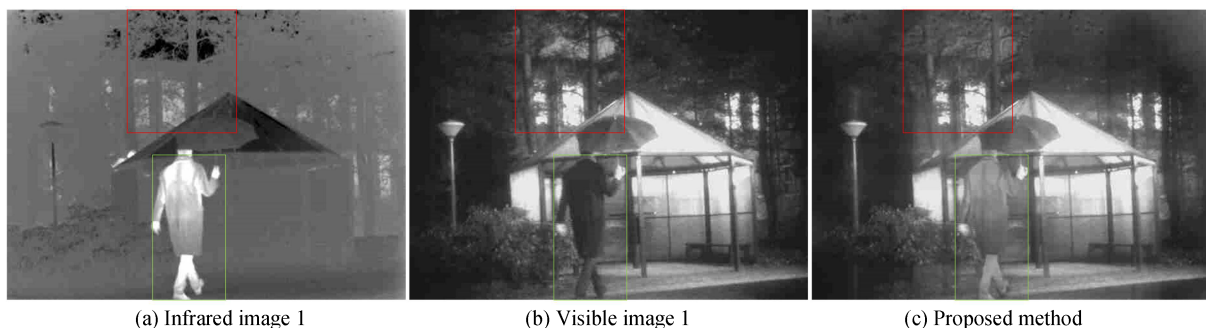 (a) Infrared image 1
(b) Visible image 1
(c) Proposed method